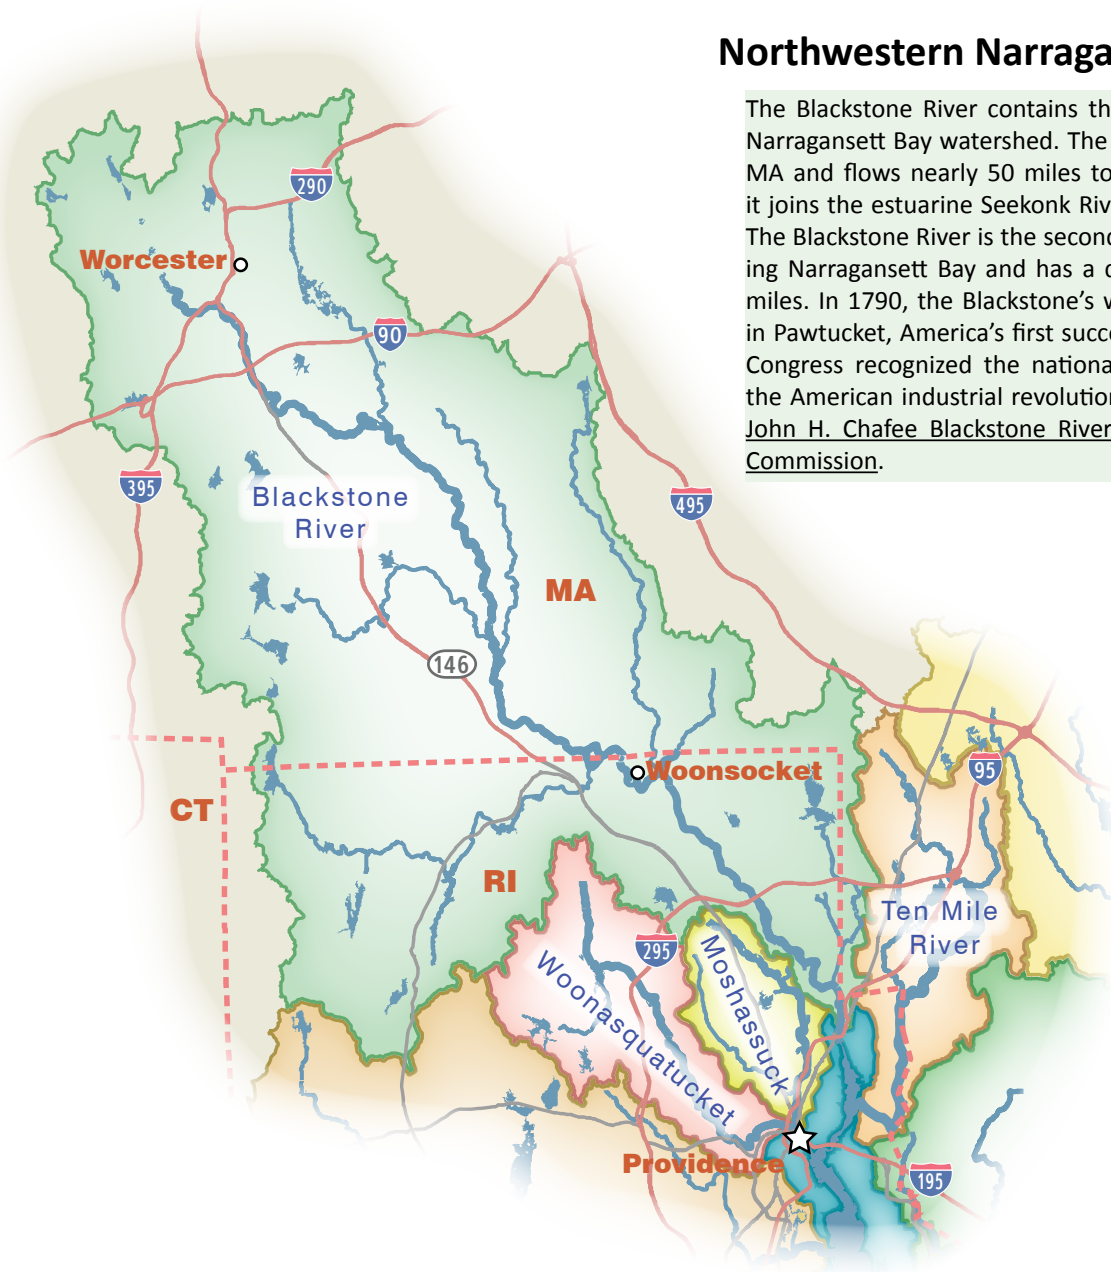 Northwestern Narraga
The Blackstone River contains th
Narragansett Bay watershed. The
MA and flows nearly 50 miles to
it joins the estuarine Seekonk Riv
The Blackstone River is the second
ing Narragansett Bay and has a d
miles. In 1790, the Blackstone's w
in Pawtucket, America's first succe
Congress recognized the nationa
the American industrial revolution
John H. Chafee Blackstone River
Commission.
290
Worcester
90
395
Blackstone
River
495
MA
146
Woonsocket
95
CT
RI
Ten Mile
River
295
Woonasquatucket
Moshassuck
Providence
195